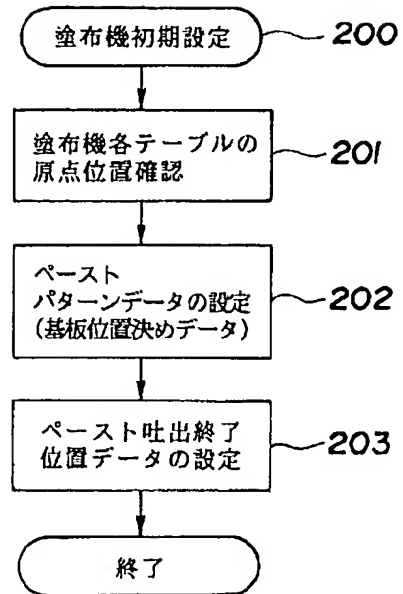 塗布機初期設定 200
塗布機各テーブルの
原点位置確認
201
ペースト
パターンデータの設定
(基板位置決めデータ)
202
ペースト吐出終了
位置データの設定
203
終了